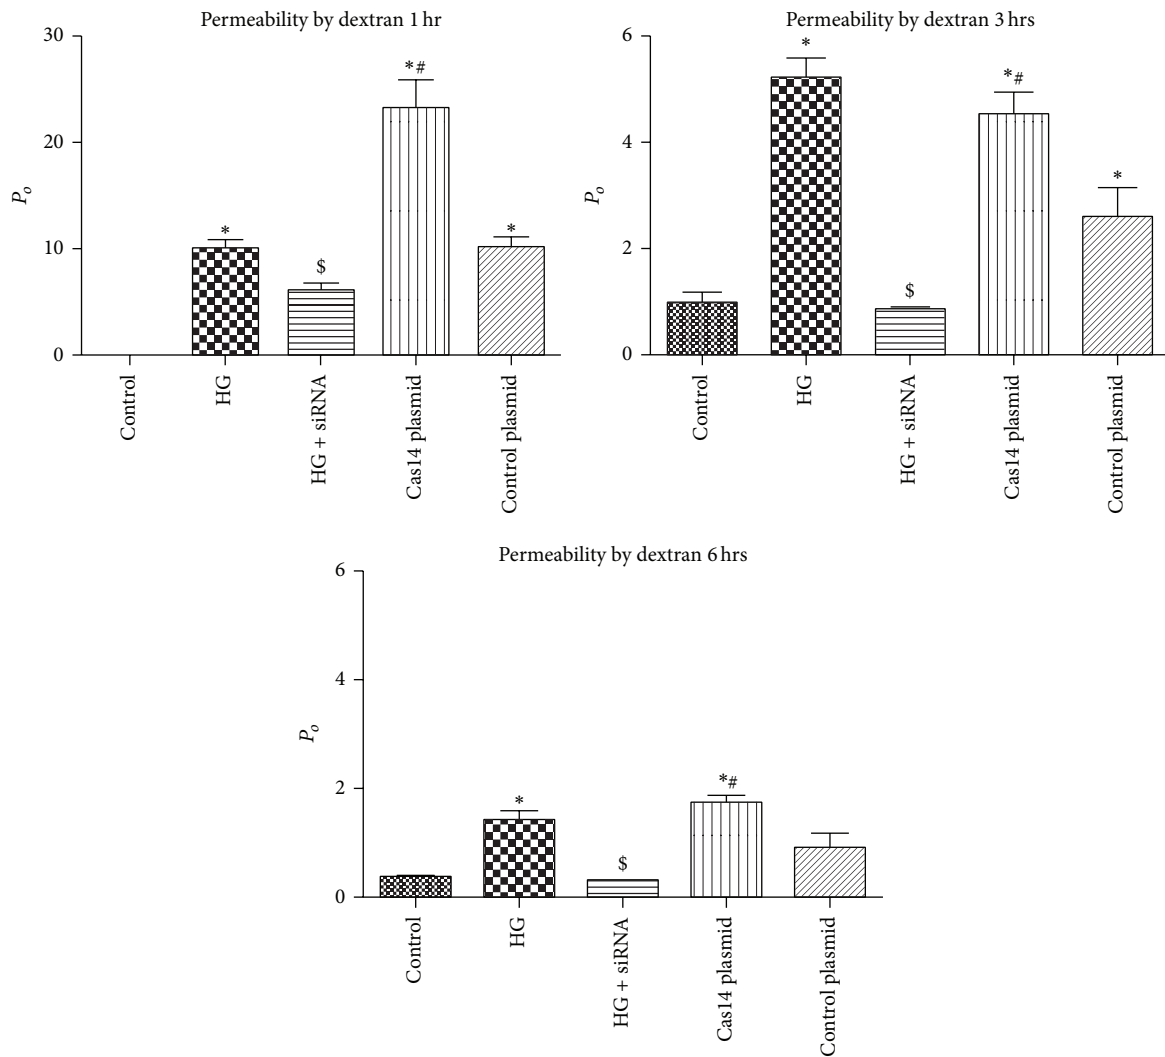 Permeability by dextran 1 hr
30
20
10
0
P_o
*
$
*#
*
Control
HG
HG + siRNA
Cas14 plasmid
Control plasmid
Permeability by dextran 3 hrs
6
4
2
0
P_o
*
$
*#
*
Control
HG
HG + siRNA
Cas14 plasmid
Control plasmid
Permeability by dextran 6 hrs
6
4
2
0
P_o
*
$
*#
Control
HG
HG + siRNA
Cas14 plasmid
Control plasmid